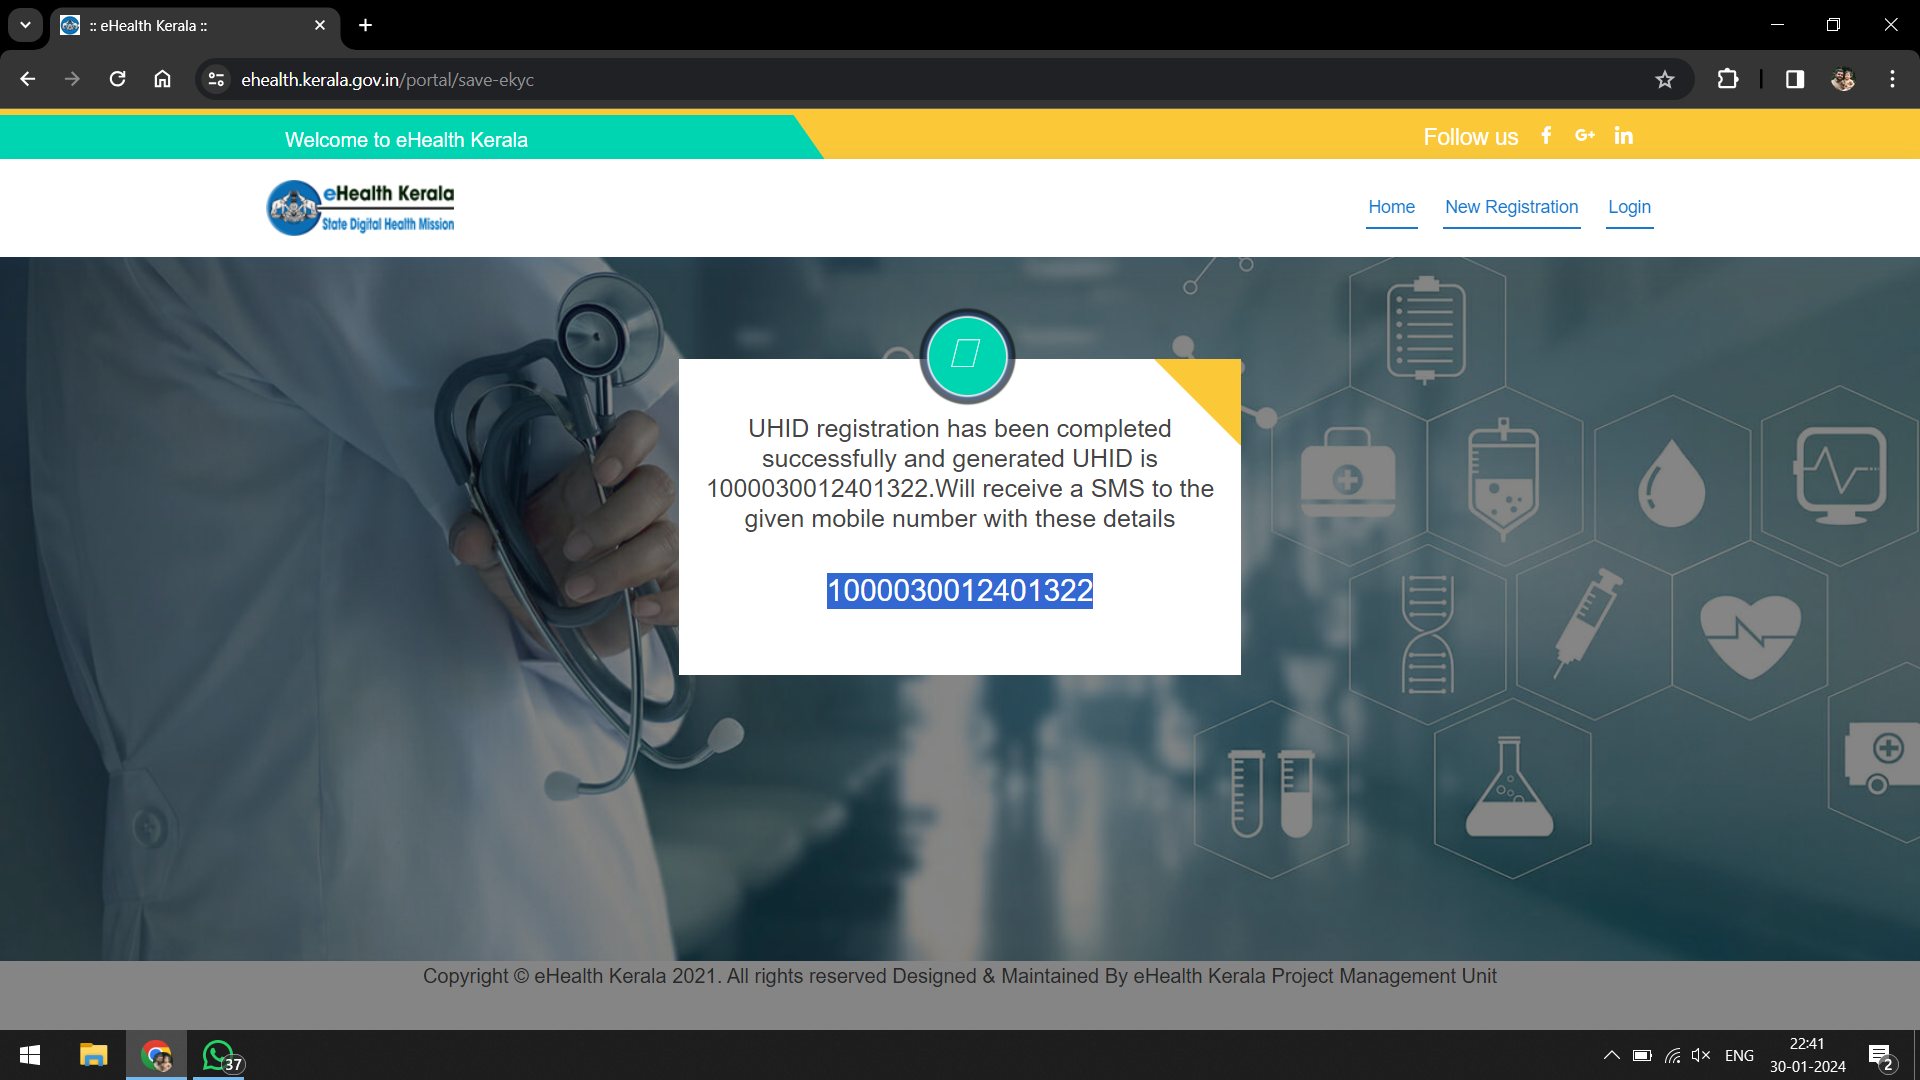 :: eHealth Kerala ::
ehealth.kerala.gov.in/portal/save-ekyc
Welcome to eHealth Kerala
Follow us
eHealth Kerala
State Digital Health Mission
Home New Registration Login
UHID registration has been completed
successfully and generated UHID is
1000030012401322.Will receive a SMS to the
given mobile number with these details
1000030012401322
Copyright © eHealth Kerala 2021. All rights reserved Designed & Maintained By eHealth Kerala Project Management Unit
37
ENG
22:41
30-01-2024
2